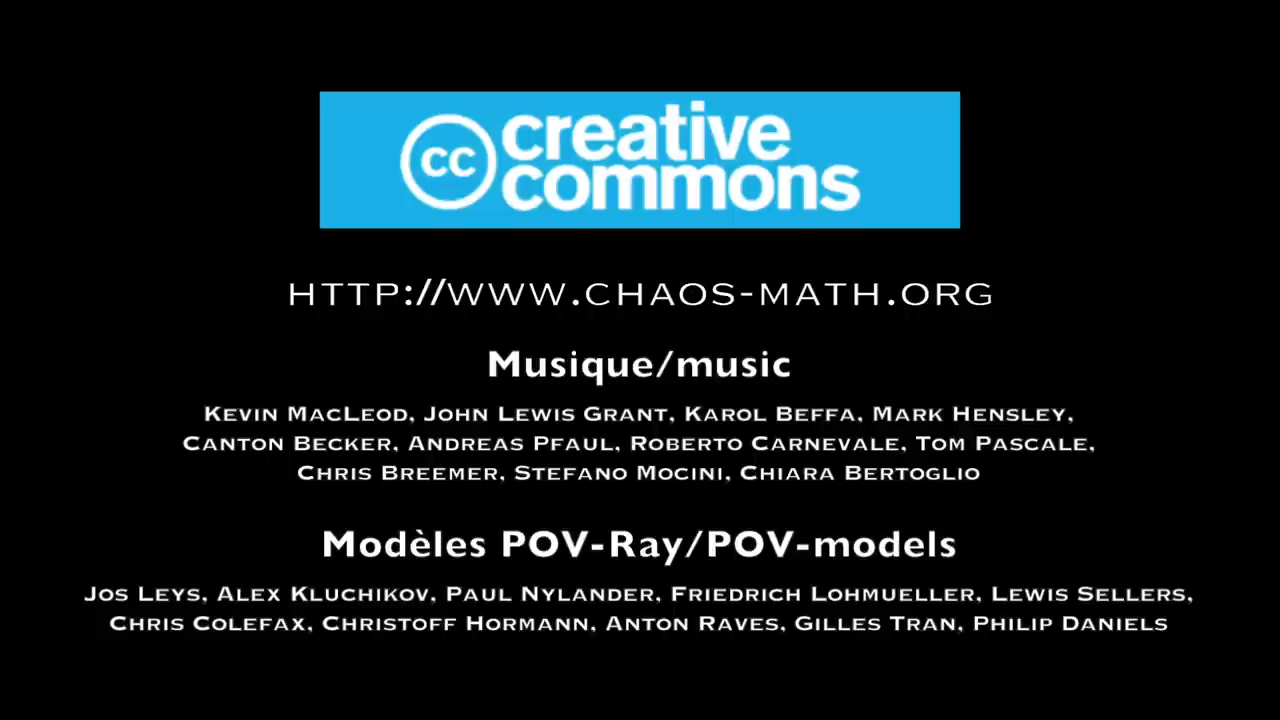 cc creative
commons
HTTP://WWW.CHAOS-MATH.ORG
Musique/music
KEVIN MACLEOD, JOHN LEWIS GRANT, KAROL BEFFA, MARK HENSLEY,
CANTON BECKER, ANDREAS PFAUL, ROBERTO CARNEVALE, TOM PASCALE,
CHRIS BREEMER, STEFANO MOCINI, CHIARA BERTOGLIO
Modèles POV-Ray/POV-models
JOS LEYS, ALEX KLUCHIKOV, PAUL NYLANDER, FRIEDRICH LOHMUELLER, LEWIS SELLERS,
CHRIS COLEFAX, CHRISTOFF HORMANN, ANTON RAVES, GILLES TRAN, PHILIP DANIELS